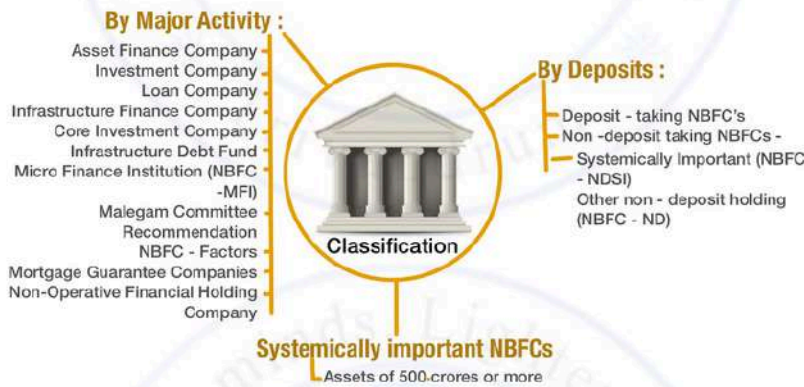 By Major Activity :
Asset Finance Company
Investment Company
Loan Company
Infrastructure Finance Company
Core Investment Company
Infrastructure Debt Fund
Micro Finance Institution (NBFC
-MFI)
Malegam Committee
Recommendation
NBFC - Factors
Mortgage Guarantee Companies
Non-Operative Financial Holding
Company
Classification
By Deposits :
Deposit - taking NBFC's
Non -deposit taking NBFCs -
Systemically Important (NBFC
- NDSI)
Other non - deposit holding
(NBFC - ND)
Systemically important NBFCs
Assets of 500 crores or more